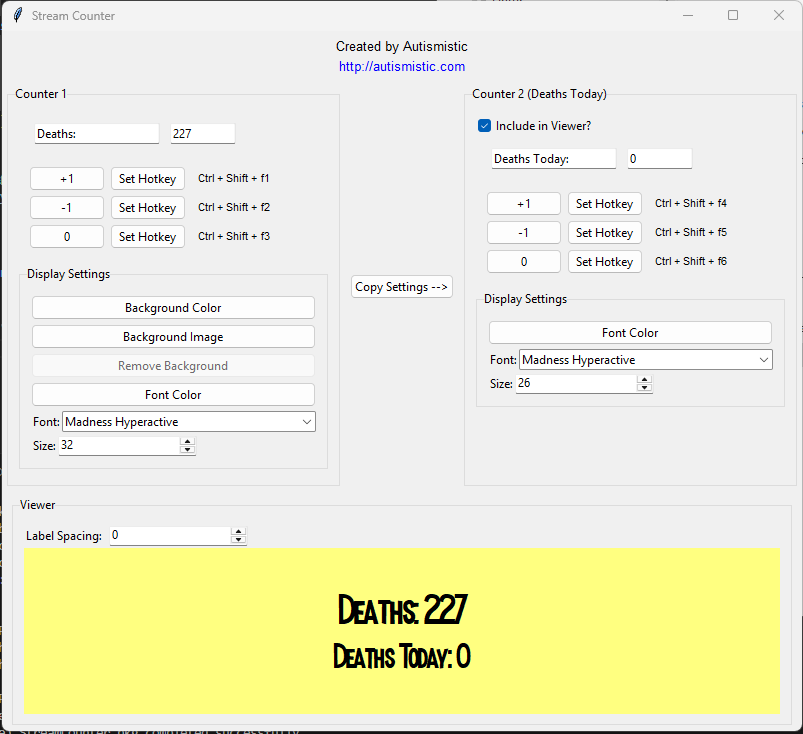 Stream Counter
Created by Autismistic
http://autismistic.com
Counter 1
Deaths: 227
+1 Set Hotkey Ctrl + Shift + f1
-1 Set Hotkey Ctrl + Shift + f2
0 Set Hotkey Ctrl + Shift + f3
Display Settings
Background Color
Background Image
Remove Background
Font Color
Font: Madness Hyperactive
Size: 32
Copy Settings -->
Counter 2 (Deaths Today)
Include in Viewer?
Deaths Today: 0
+1 Set Hotkey Ctrl + Shift + f4
-1 Set Hotkey Ctrl + Shift + f5
0 Set Hotkey Ctrl + Shift + f6
Display Settings
Font Color
Font: Madness Hyperactive
Size: 26
Viewer
Label Spacing: 0
Deaths: 227
Deaths Today: 0